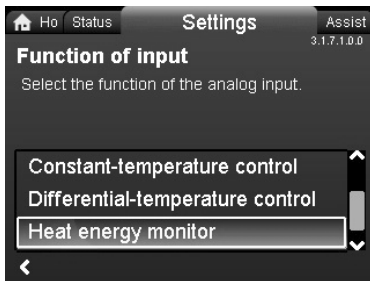 Ho Status Settings Assist
3.1.7.1.0.0
Function of input
Select the function of the analog input.
Constant-temperature control
Differential-temperature control
Heat energy monitor